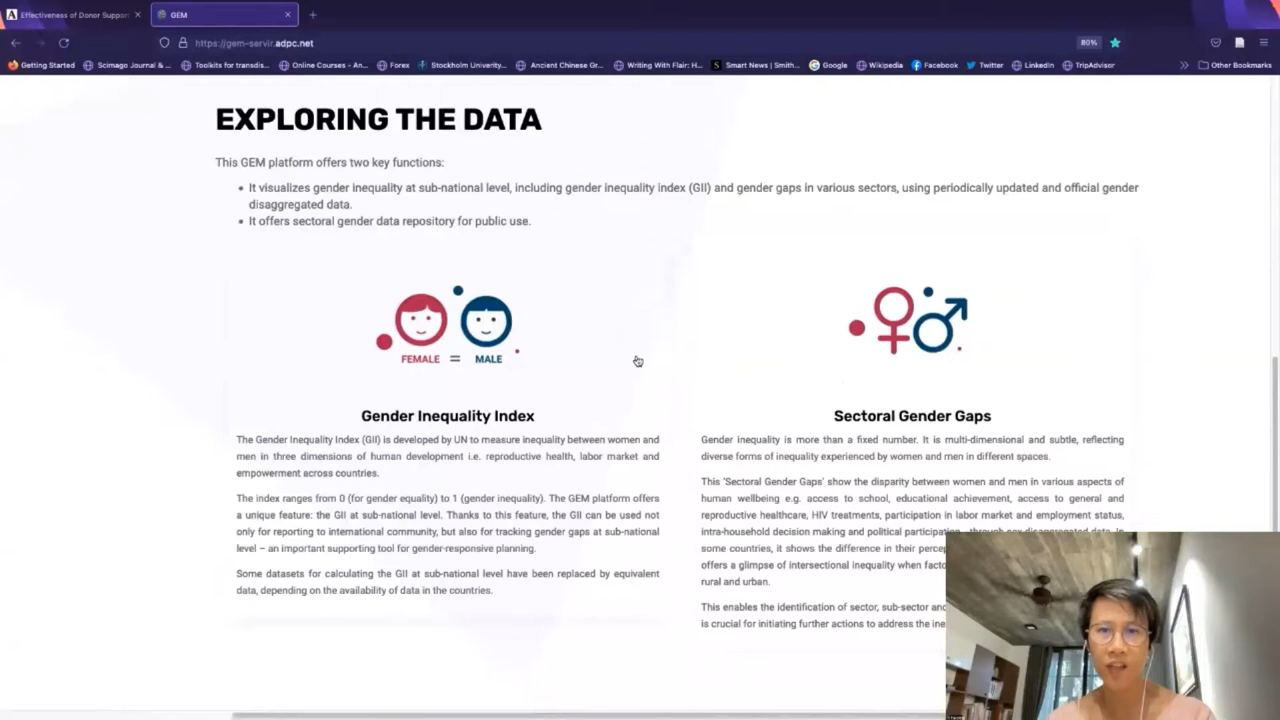 Effectiveness of Donor Suppor
GEM
https://gem-servir.adpc.net
80%
Getting Started
Scimago Journal & ...
Toolkits for transdis...
Online Courses - An...
Forex
Stockholm Univerity...
Ancient Chinese Gr...
Writing With Flair: H...
Smart News | Smith...
Google
Wikipedia
Facebook
Twitter
LinkedIn
TripAdvisor
Other Bookmarks
EXPLORING THE DATA
This GEM platform offers two key functions:
It visualizes gender inequality at sub-national level, including gender inequality index (GII) and gender gaps in various sectors, using periodically updated and official gender
disaggregated data.
It offers sectoral gender data repository for public use.
FEMALE = MALE
Gender Inequality Index
The Gender Inequality Index (GII) is developed by UN to measure inequality between women and
men in three dimensions of human development i.e. reproductive health, labor market and
empowerment across countries.
The index ranges from 0 (for gender equality) to 1 (gender inequality). The GEM platform offers
a unique feature: the GII at sub-national level. Thanks to this feature, the GII can be used not
only for reporting to international community, but also for tracking gender gaps at sub-national
level – an important supporting tool for gender-responsive planning.
Some datasets for calculating the GII at sub-national level have been replaced by equivalent
data, depending on the availability of data in the countries.
Sectoral Gender Gaps
Gender inequality is more than a fixed number. It is multi-dimensional and subtle, reflecting
diverse forms of inequality experienced by women and men in different spaces.
This 'Sectoral Gender Gaps' show the disparity between women and men in various aspects of
human wellbeing e.g. access to school, educational achievement, access to general and
reproductive healthcare, HIV treatments, participation in labor market and employment status,
intra-household decision making and political participation – through sex disaggregated data. In
some countries, it shows the difference in their percep
offers a glimpse of intersectional inequality when facto
rural and urban.
This enables the identification of sector, sub-sector and
is crucial for initiating further actions to address the ine